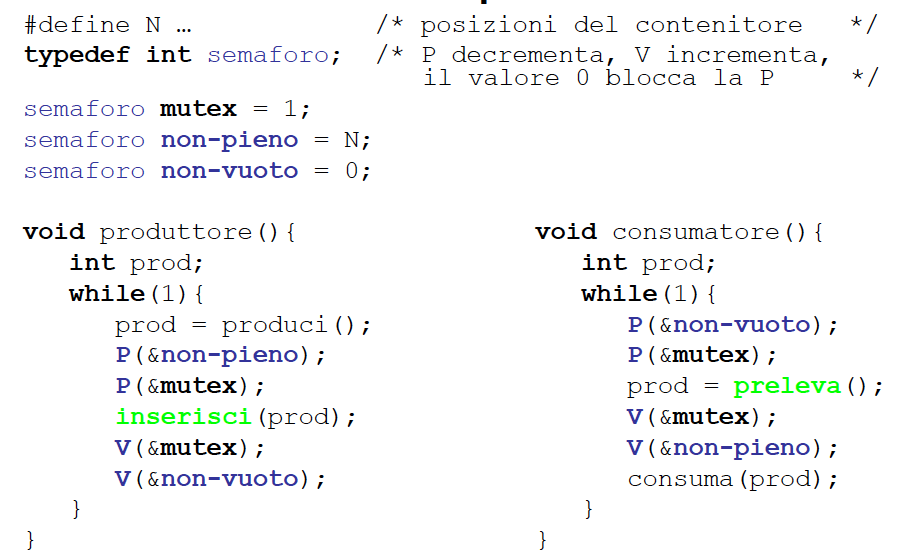 #define N … /* posizioni del contenitore */
typedef int semaforo; /* P decrementa, V incrementa,
il valore 0 blocca la P */
semaforo mutex = 1;
semaforo non-pieno = N;
semaforo non-vuoto = 0;
void produttore(){
int prod;
while(1){
prod = produci();
P(&non-pieno);
P(&mutex);
inserisci(prod);
V(&mutex);
V(&non-vuoto);
}
}
void consumatore(){
int prod;
while(1){
P(&non-vuoto);
P(&mutex);
prod = preleva();
V(&mutex);
V(&non-pieno);
consuma(prod);
}
}